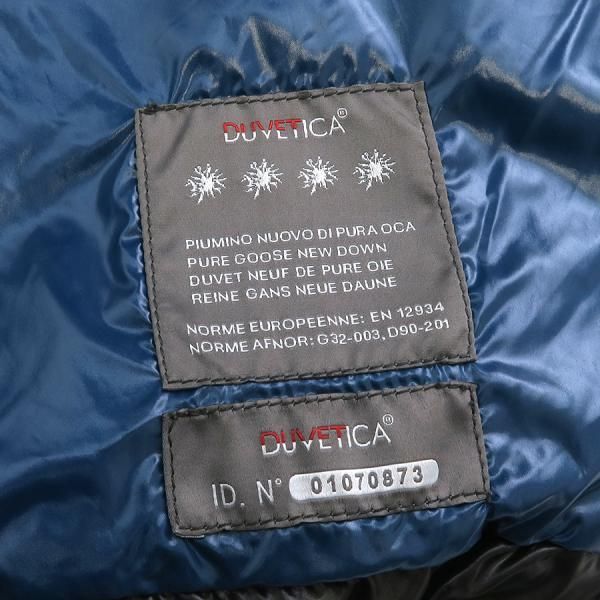 DUVETICA®
PIUMINO NUOVO DI PURA OCA
PURE GOOSE NEW DOWN
DUVET NEUF DE PURE OIE
REINE GANS NEUE DAUNE
NORME EUROPEENNE: EN 12934
NORME AFNOR: G32-003, D90-201
DUVETICA®
ID. N° 01070873